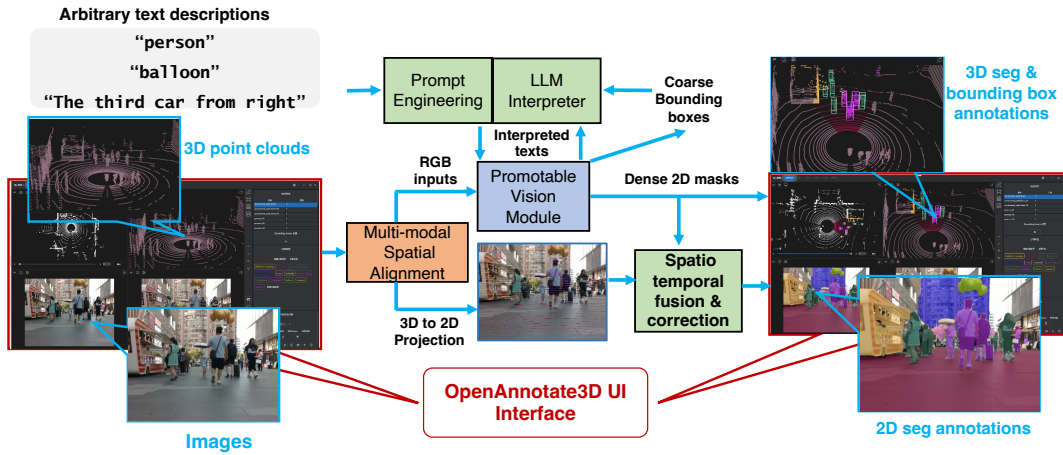 Arbitrary text descriptions
“person”
“balloon”
“The third car from right”
3D point clouds
Images
Prompt
Engineering
LLM
Interpreter
Coarse
Bounding
boxes
Interpreted
texts
RGB
inputs
Promotable
Vision
Module
Dense 2D masks
Multi-modal
Spatial
Alignment
3D to 2D
Projection
Spatio
temporal
fusion &
correction
3D seg &
bounding box
annotations
2D seg annotations
OpenAnnotate3D UI
Interface